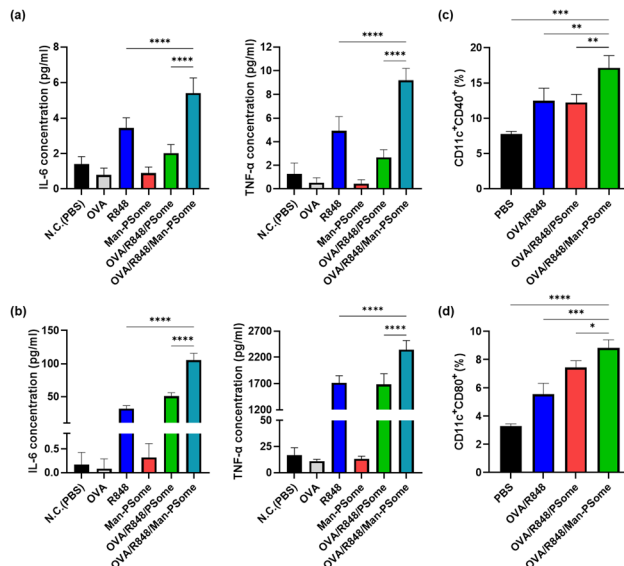 (a)
IL-6 concentration (pg/ml)
8
6
4
2
0
****
****
N.C.(PBS)
OVA
R848
Man-PSome
OVA/R848/PSome
OVA/R848/Man-PSome
TNF-α concentration (pg/ml)
12
10
8
6
4
2
0
****
****
N.C.(PBS)
OVA
R848
Man-PSome
OVA/R848/PSome
OVA/R848/Man-PSome
(c)
CD11c+CD40+ (%)
20
15
10
5
0
***
**
**
PBS
OVA/R848
OVA/R848/PSome
OVA/R848/Man-PSome
(b)
IL-6 concentration (pg/ml)
150
100
50
0.5
0.0
****
****
N.C.(PBS)
OVA
R848
Man-PSome
OVA/R848/PSome
OVA/R848/Man-PSome
TNF-α concentration (pg/ml)
2700
2200
1700
1200
50
25
0
****
****
N.C.(PBS)
OVA
R848
Man-PSome
OVA/R848/PSome
OVA/R848/Man-PSome
(d)
CD11c+CD80+ (%)
10
8
6
4
2
0
****
***
*
PBS
OVA/R848
OVA/R848/PSome
OVA/R848/Man-PSome